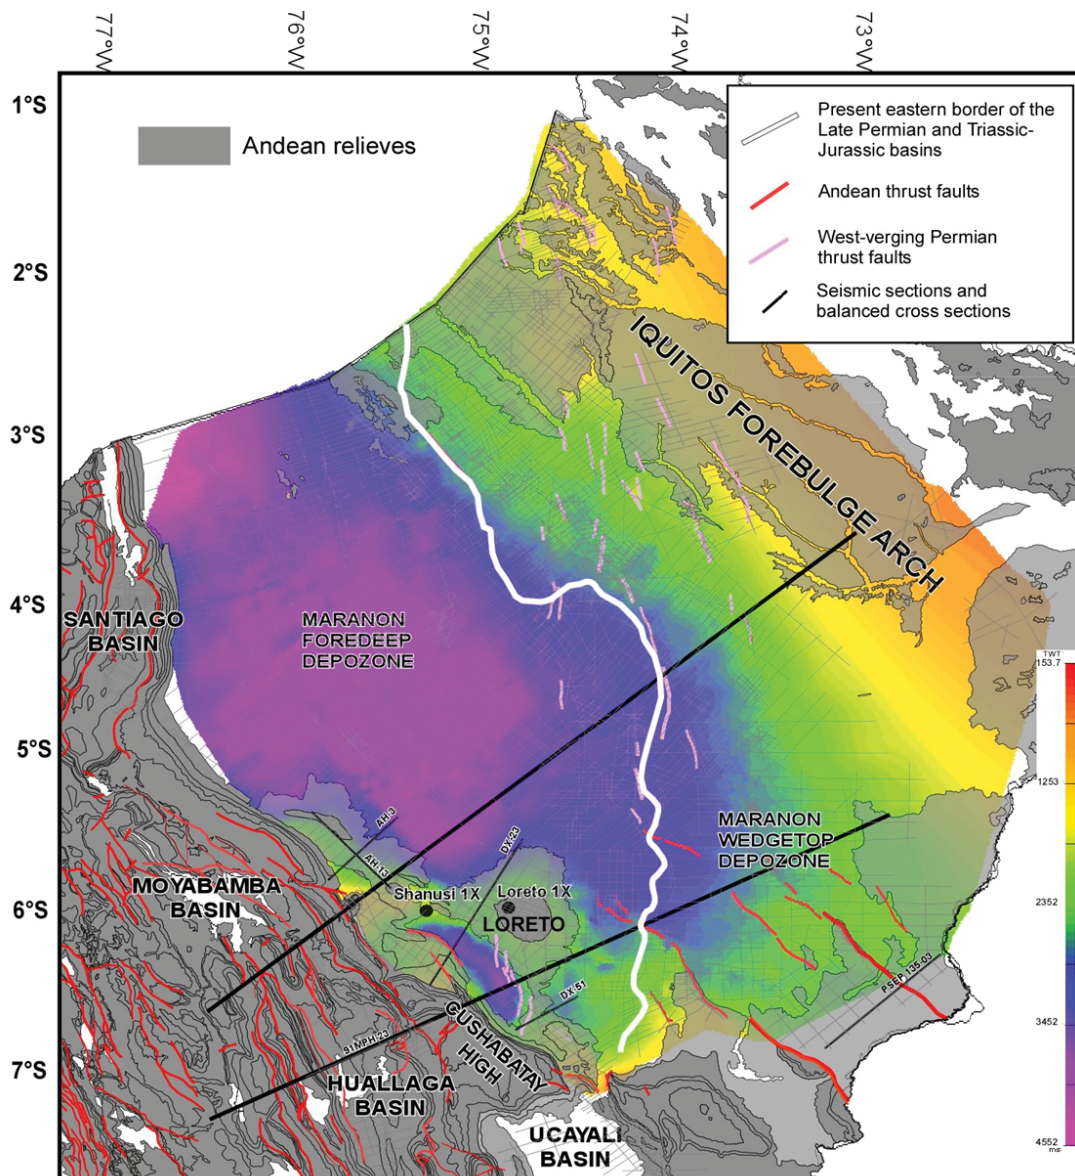 77°W
76°W
75°W
74°W
73°W
1°S
2°S
3°S
4°S
5°S
6°S
7°S
Andean relieves
Present eastern border of the
Late Permian and Triassic-
Jurassic basins
Andean thrust faults
West-verging Permian
thrust faults
Seismic sections and
balanced cross sections
IQUITOS FOREBULGE ARCH
SANTIAGO
BASIN
MARANON
FOREDEEP
DEPOZONE
MARANON
WEDGETOP
DEPOZONE
MOYABAMBA
BASIN
AH-3
AH-13
DX-23
Shanusi 1X
Loreto 1X
LORETO
DX-51
PSEP 135-03
91MPH-23
CUSHABATAY
HIGH
HUALLAGA
BASIN
UCAYALI
BASIN
TWT
153.7
1253
2352
3452
4552
ms